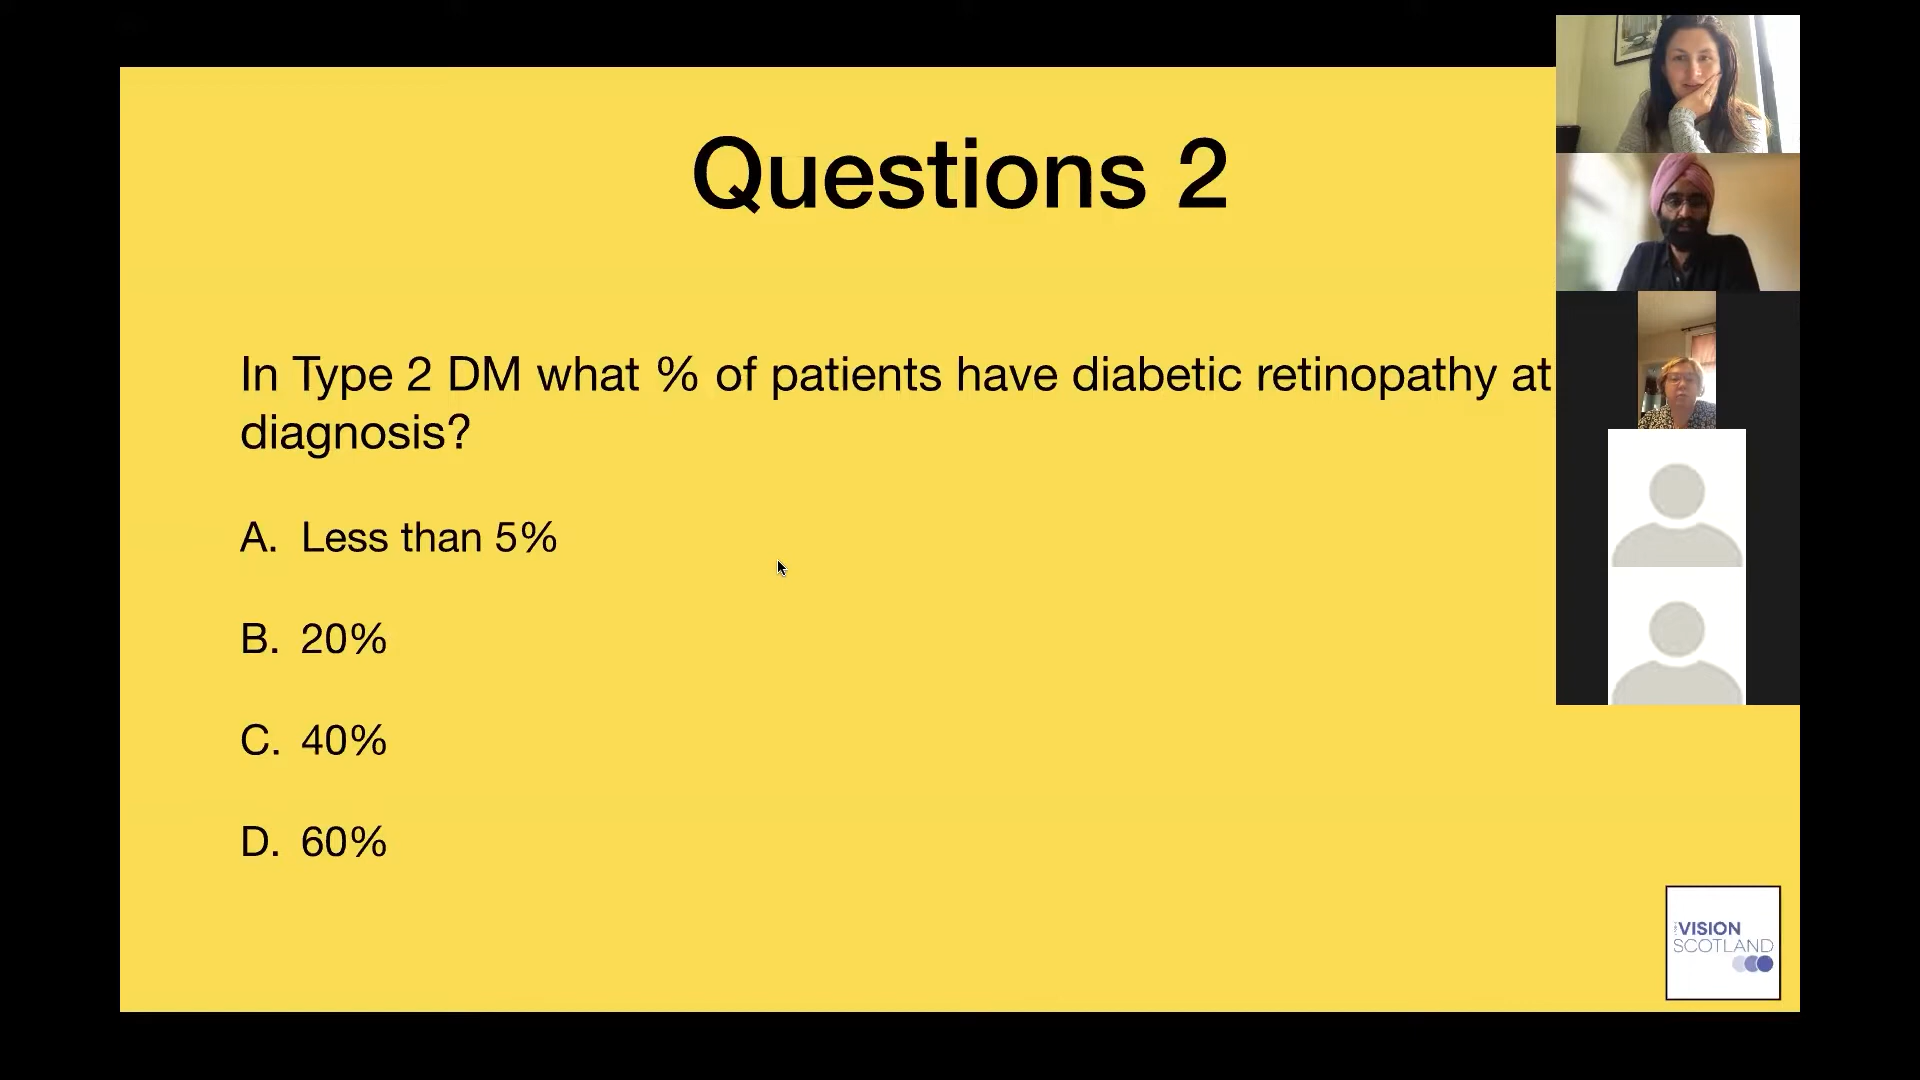 Questions 2
In Type 2 DM what % of patients have diabetic retinopathy at
diagnosis?
A. Less than 5%
B. 20%
C. 40%
D. 60%
VISION
SCOTLAND